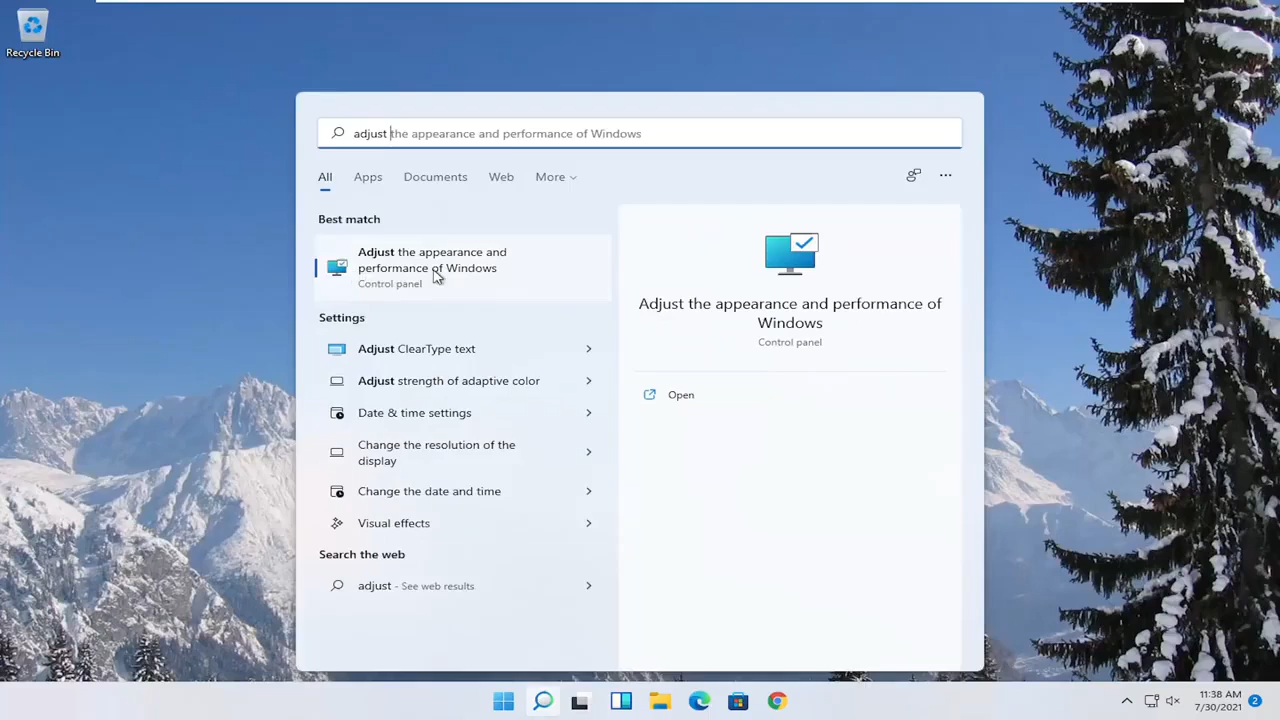 Recycle Bin
adjust the appearance and performance of Windows
All Apps Documents Web More
Best match
Adjust the appearance and
performance of Windows
Control panel
Settings
Adjust ClearType text
Adjust strength of adaptive color
Date & time settings
Change the resolution of the
display
Change the date and time
Visual effects
Search the web
adjust - See web results
Adjust the appearance and performance of
Windows
Control panel
Open
11:38 AM
7/30/2021
2